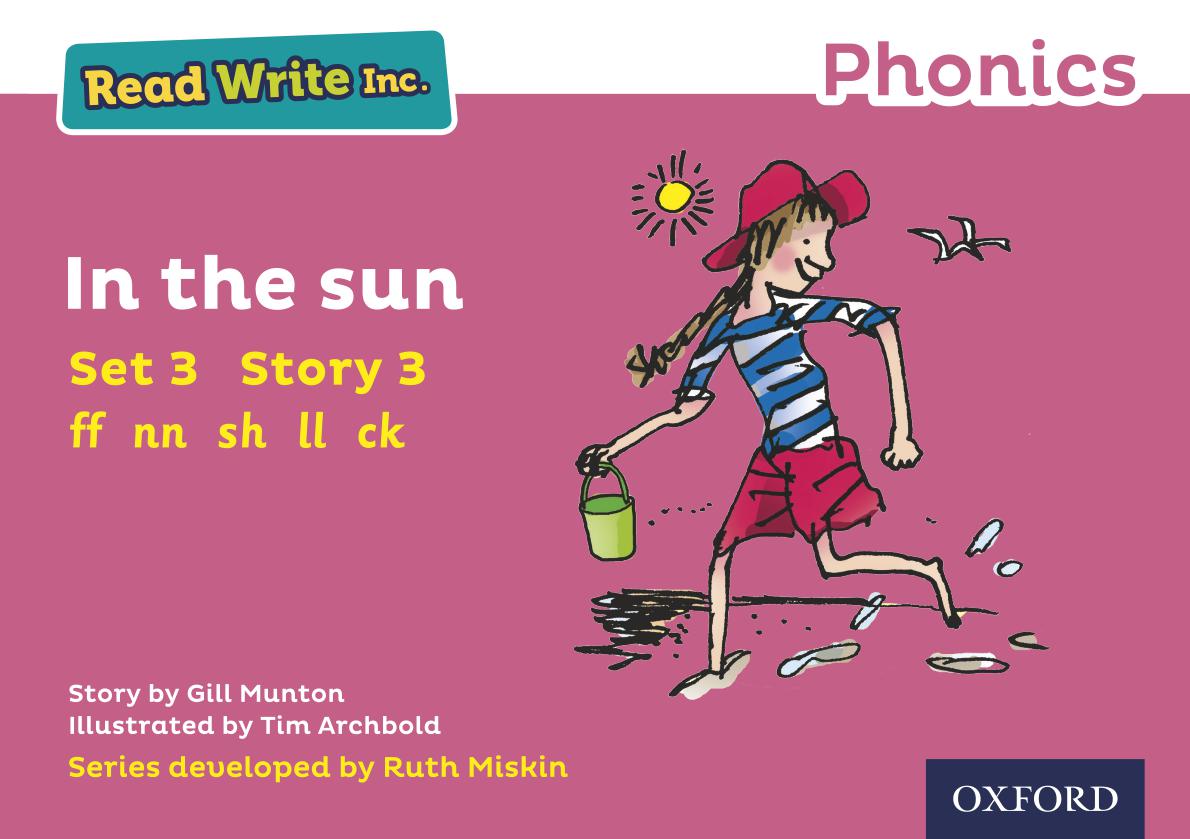 Read Write Inc.
Phonics
In the sun
Set 3 Story 3
ff nn sh ll ck
Story by Gill Munton
Illustrated by Tim Archbold
Series developed by Ruth Miskin
OXFORD